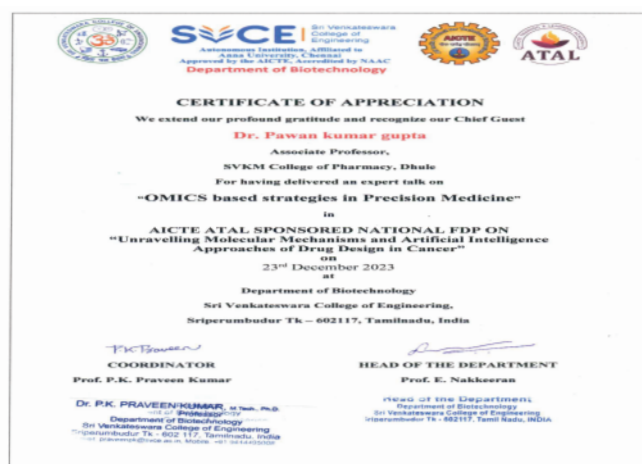 SVCE
Sri Venkateswara
College of
Engineering
Autonomous Institution, Affiliated to
Anna University, Chennai
Approved by the AICTE, Accredited by NAAC
Department of Biotechnology
AICTE
ATAL
CERTIFICATE OF APPRECIATION
We extend our profound gratitude and recognize our Chief Guest
Dr. Pawan kumar gupta
Associate Professor,
SVKM College of Pharmacy, Dhule
For having delivered an expert talk on
"OMICS based strategies in Precision Medicine"
in
AICTE ATAL SPONSORED NATIONAL FDP ON
"Unravelling Molecular Mechanisms and Artificial Intelligence
Approaches of Drug Design in Cancer"
on
23rd December 2023
at
Department of Biotechnology
Sri Venkateswara College of Engineering,
Sriperumbudur Tk – 602117, Tamilnadu, India
P.K. Praveen
COORDINATOR
Prof. P.K. Praveen Kumar
Dr. P.K. PRAVEEN KUMAR, M Tech., Ph.D.
Professor
Department of Biotechnology
Sri Venkateswara College of Engineering
Sriperumbudur Tk - 602 117, Tamilnadu, India
HEAD OF THE DEPARTMENT
Prof. E. Nakkeeran
Head of the Department
Department of Biotechnology
Sri Venkateswara College of Engineering
Sriperumbudur Tk - 602117, Tamil Nadu, INDIA